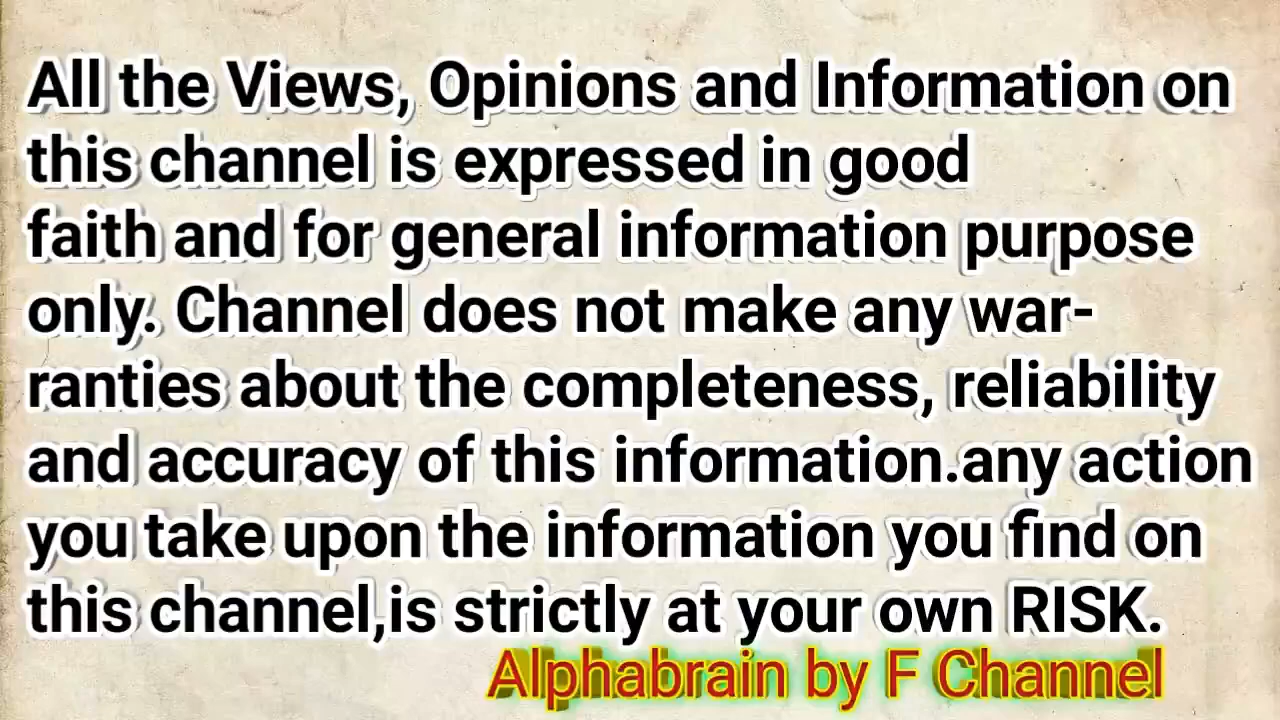 All the Views, Opinions and Information on
this channel is expressed in good
faith and for general information purpose
only. Channel does not make any war-
ranties about the completeness, reliability
and accuracy of this information.any action
you take upon the information you find on
this channel,is strictly at your own RISK.
Alphabrain by F Channel